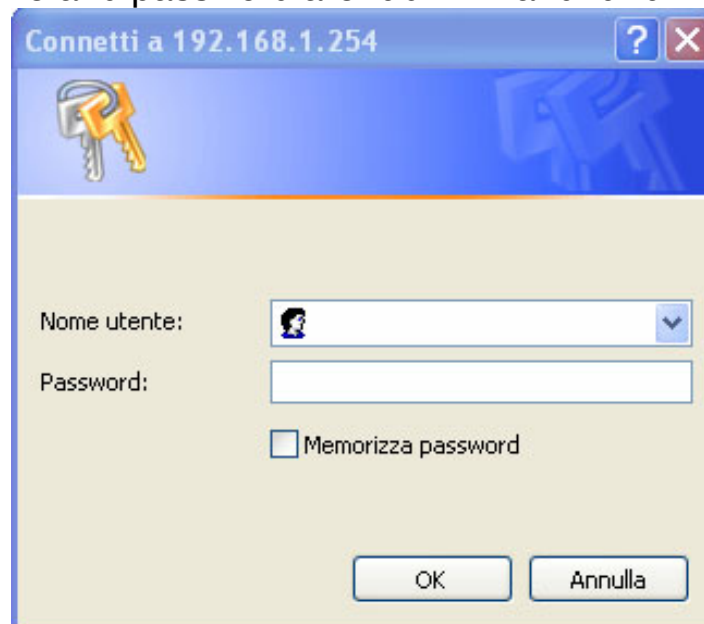 Connetti a 192.168.1.254
Nome utente:
Password:
Memorizza password
OK Annulla